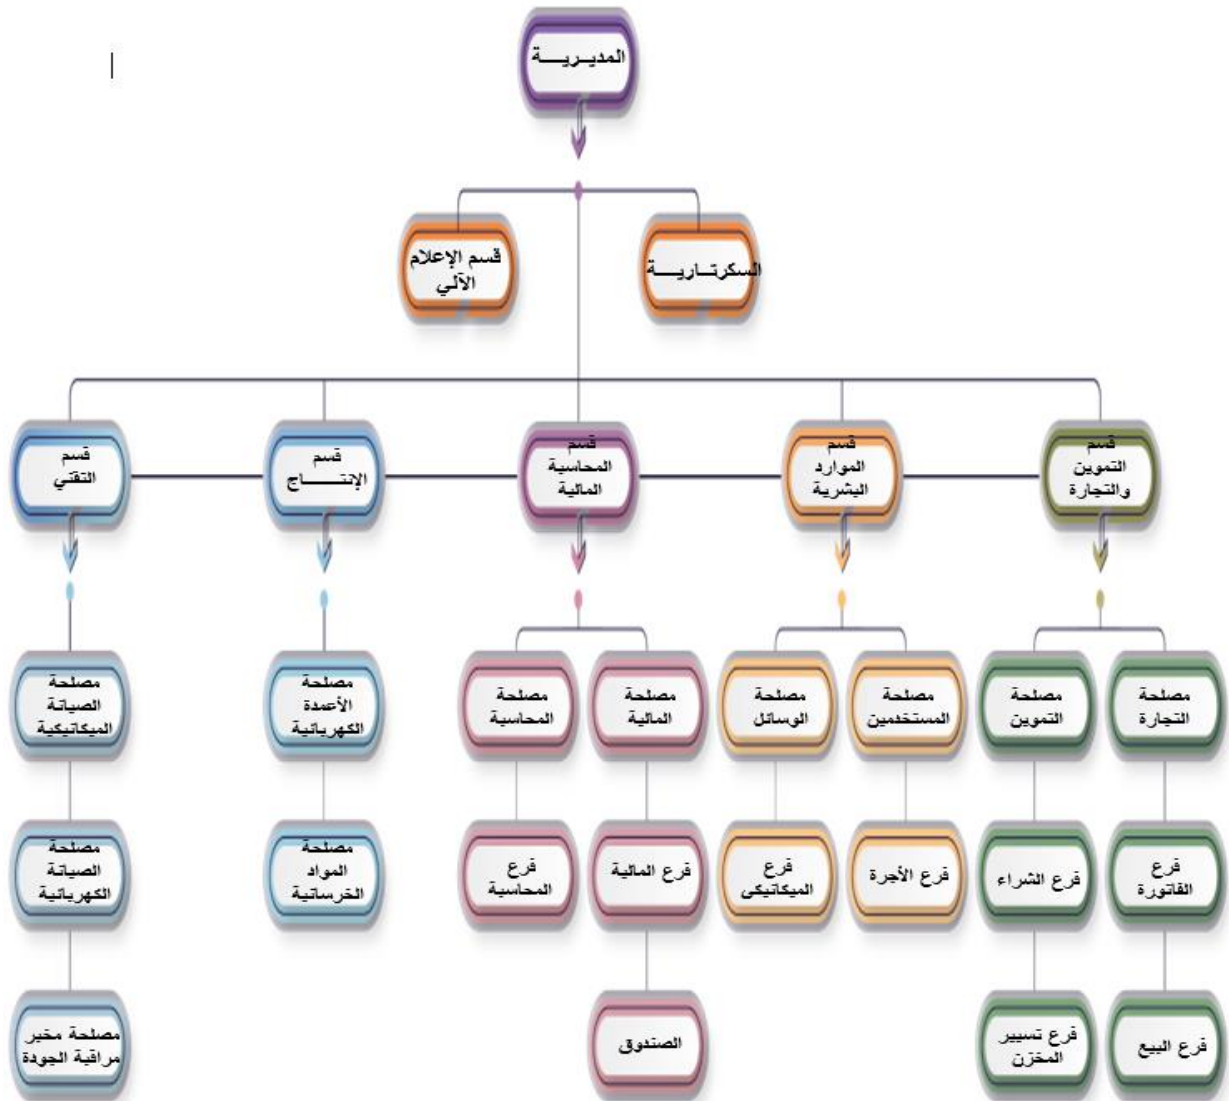 المديـريــــة
السكرتــاريـــة
قسم الإعلام
الآلي
قسم
التموين
والتجارة
قسم
الموارد
البشرية
قسم
المحاسبة
المالية
قسم
الإنتــــــاج
قسم
التقني
مصلحة
التجارة
مصلحة
التموين
مصلحة
المستخدمين
مصلحة
الوسائل
مصلحة
المالية
مصلحة
المحاسبة
مصلحة
الأعمدة
الكهربائية
مصلحة
الصيانة
الميكانيكية
فرع
الفاتورة
فرع الشراء
فرع الأجرة
فرع
الميكانيكي
فرع المالية
فرع
المحاسبة
مصلحة
المواد
الخرسانية
مصلحة
الصيانة
الكهربائية
فرع البيع
فرع تسيير
المخزن
الصندوق
مصلحة مخبر
مراقبة الجودة